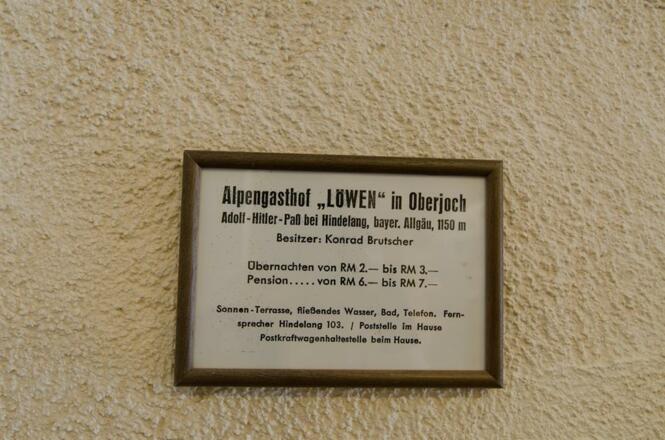 Alpengasthof „LÖWEN“ in Oberjoch
Adolf-Hitler-Paß bei Hindelang, bayer. Allgäu, 1150 m
Besitzer: Konrad Brutscher
Übernachten von RM 2.— bis RM 3.—
Pension.....von RM 6.— bis RM 7.—
Sonnen-Terrasse, fließendes Wasser, Bad, Telefon. Fern-
sprecher Hindelang 103. / Poststelle im Hause
Postkraftwagenhaltestelle beim Hause.